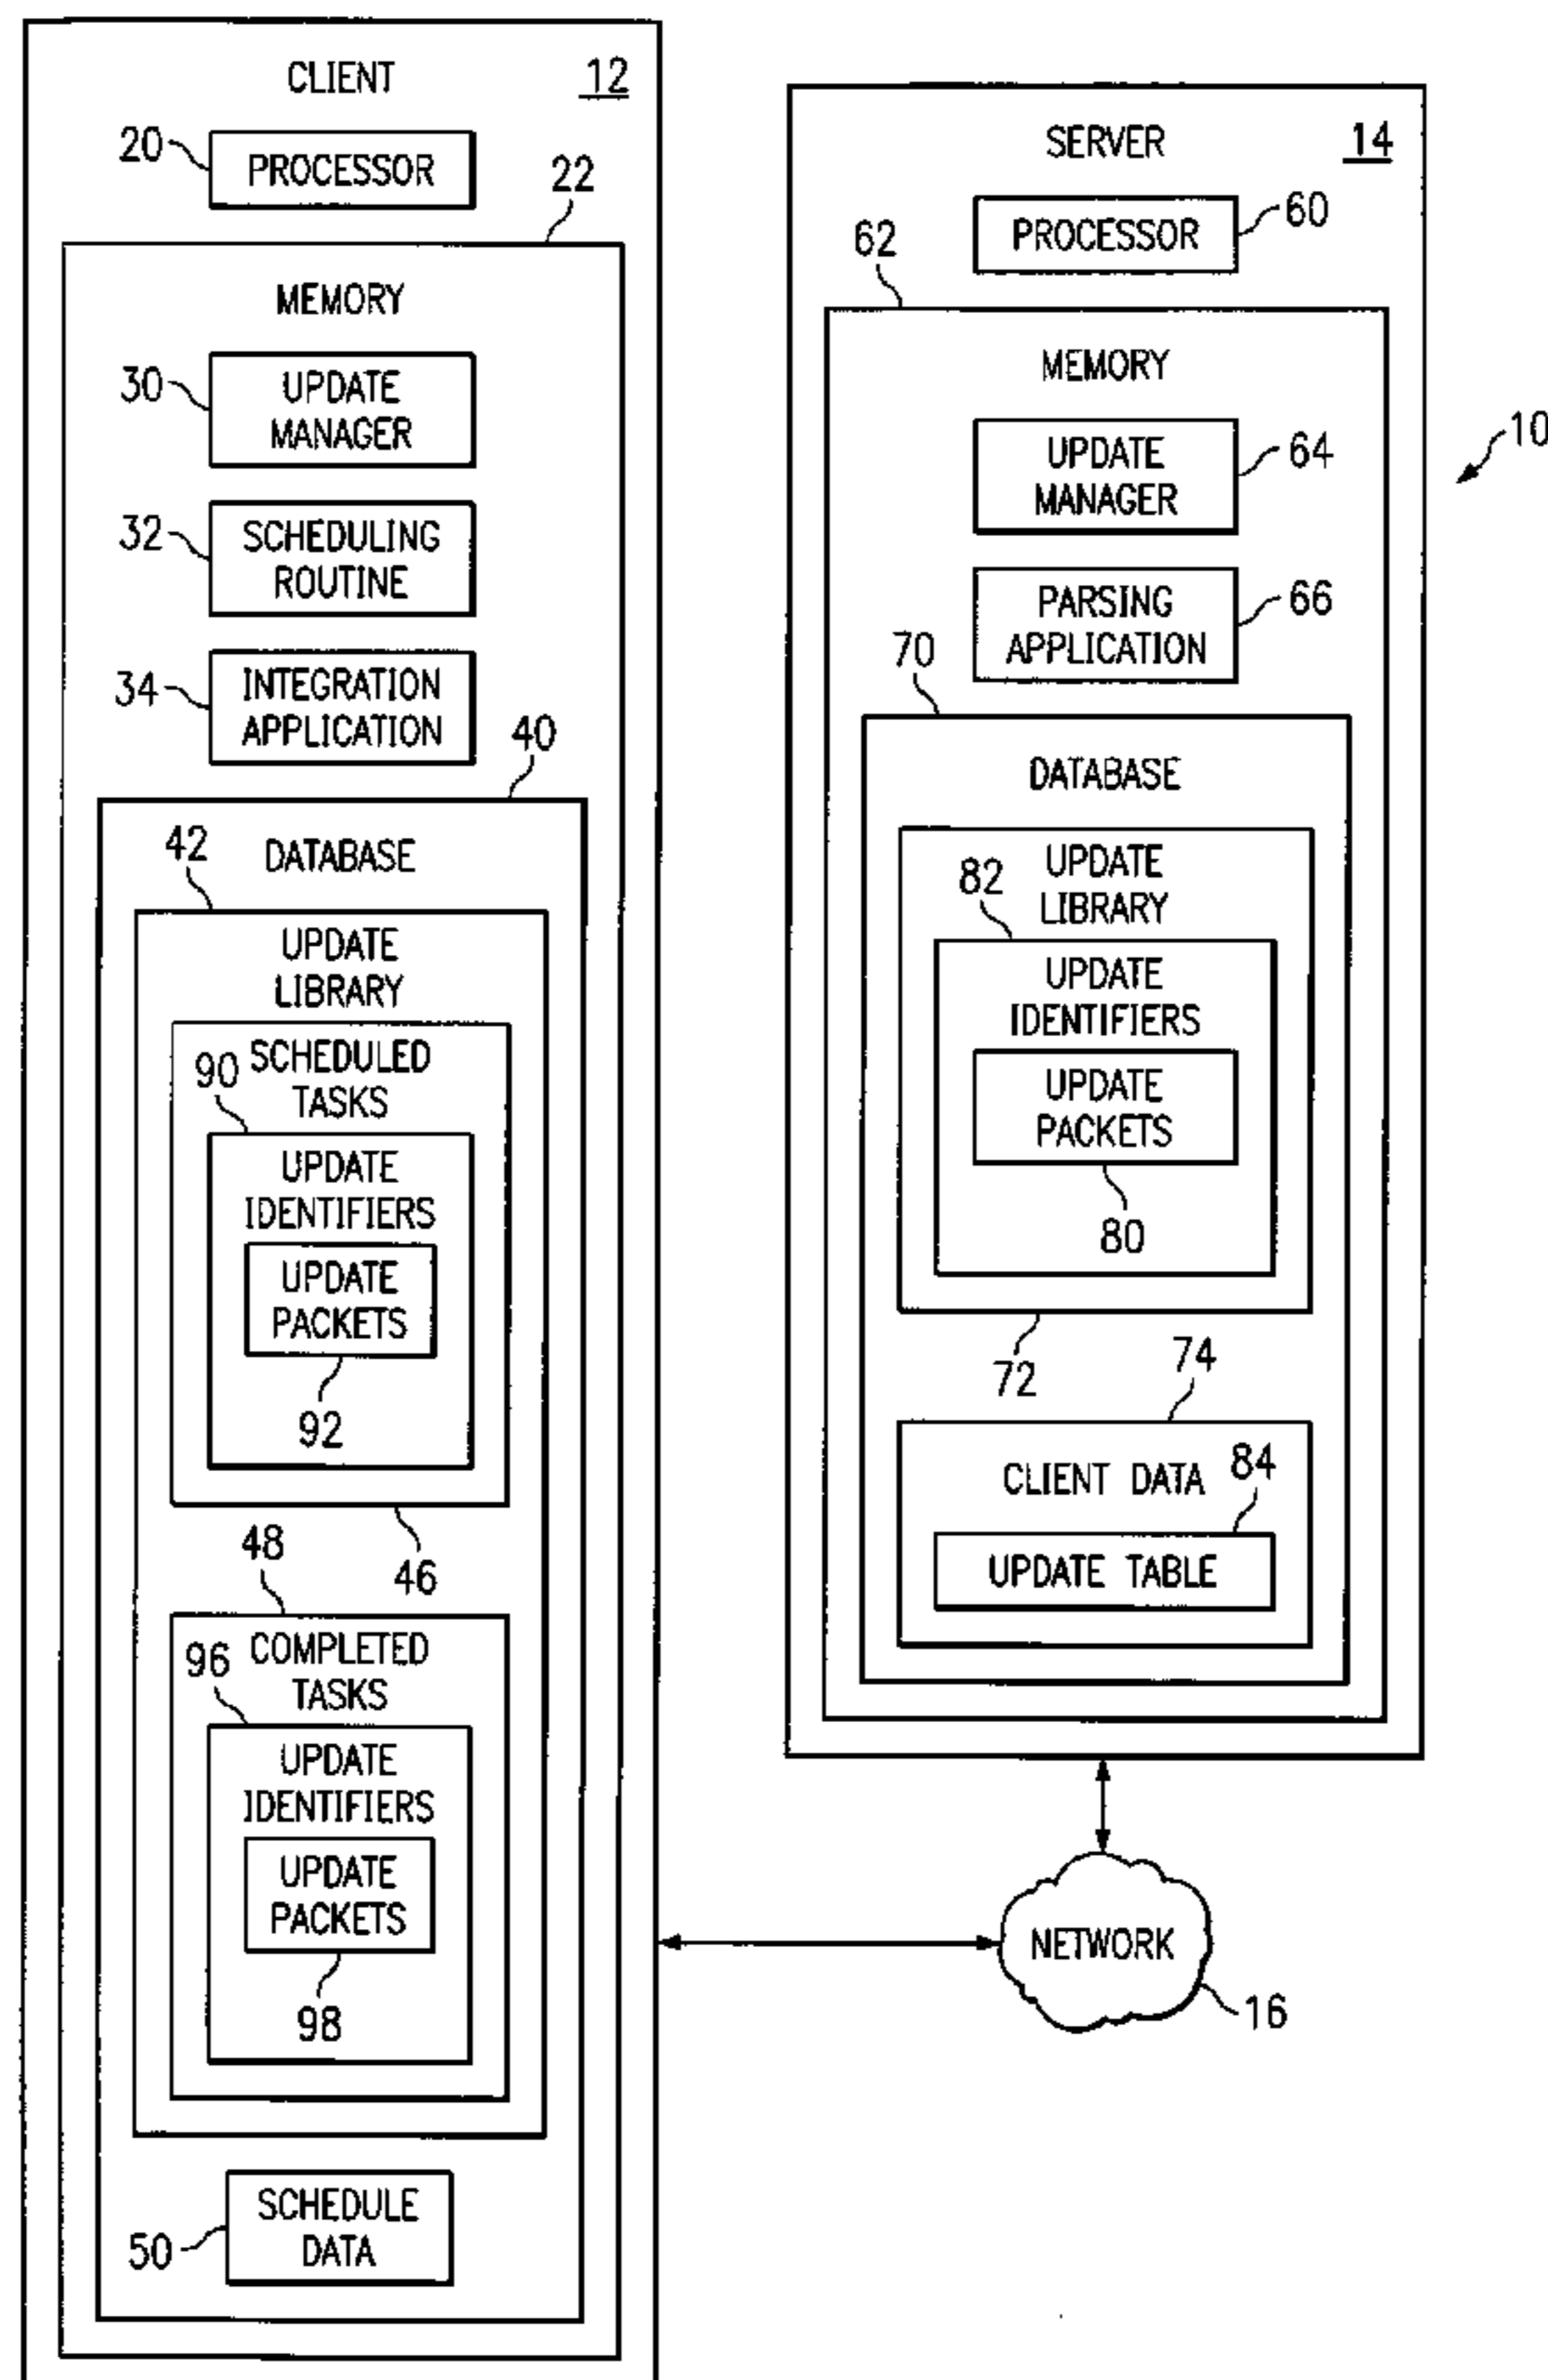 CLIENT 12
20 PROCESSOR
22
MEMORY
30 UPDATE
MANAGER
32 SCHEDULING
ROUTINE
34 INTEGRATION
APPLICATION
40
42 DATABASE
UPDATE
LIBRARY
90 SCHEDULED
TASKS
UPDATE
IDENTIFIERS
UPDATE
PACKETS
92
46
48
96 COMPLETED
TASKS
UPDATE
IDENTIFIERS
UPDATE
PACKETS
98
50 SCHEDULE
DATA
SERVER 14
PROCESSOR 60
62
MEMORY
UPDATE
MANAGER 64
10
PARSING
APPLICATION 66
70
DATABASE
UPDATE
LIBRARY
82
UPDATE
IDENTIFIERS
UPDATE
PACKETS
80
72
74
CLIENT DATA 84
UPDATE TABLE
NETWORK
16